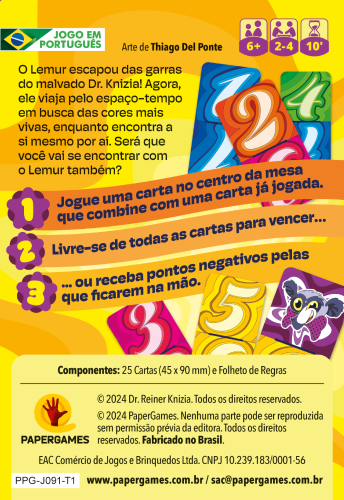 JOGO EM
PORTUGUÊS
Arte de Thiago Del Ponte
6+ 2-4 10'
O Lemur escapou das garras
do malvado Dr. Knizia! Agora,
ele viaja pelo espaço-tempo
em busca das cores mais
vivas, enquanto encontra a
si mesmo por aí. Será que
você vai se encontrar com
o Lemur também?
1 2 4
1 Jogue uma carta no centro da mesa
que combine com uma carta já jogada.
2 Livre-se de todas as cartas para vencer...
3 ... ou receba pontos negativos pelas
que ficarem na mão.
3 5
Componentes: 25 Cartas (45 x 90 mm) e Folheto de Regras
© 2024 Dr. Reiner Knizia. Todos os direitos reservados.
© 2024 PaperGames. Nenhuma parte pode ser reproduzida
sem permissão prévia da editora. Todos os direitos
reservados. Fabricado no Brasil.
PAPERGAMES
EAC Comércio de Jogos e Brinquedos Ltda. CNPJ 10.239.183/0001-56
PPG-J091-T1
www.papergames.com.br / sac@papergames.com.br